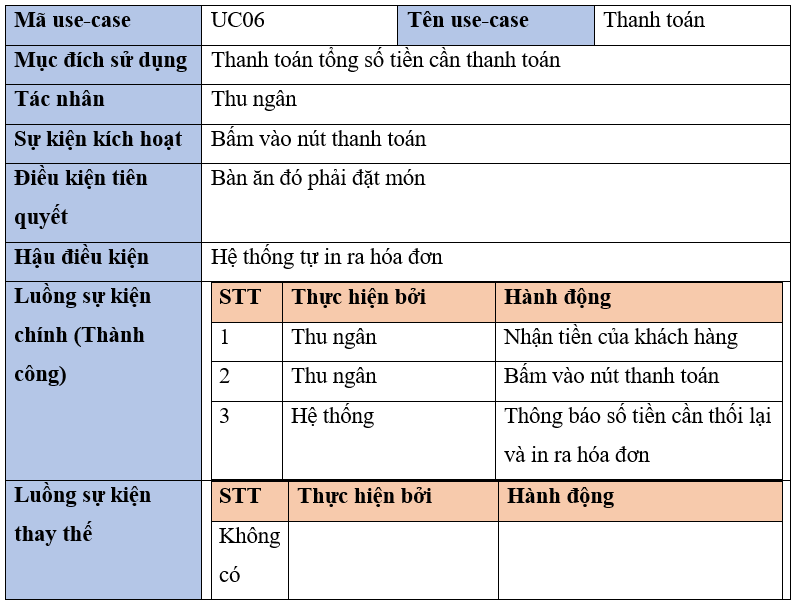 Mã use-case UC06 Tên use-case Thanh toán
Mục đích sử dụng Thanh toán tổng số tiền cần thanh toán
Tác nhân Thu ngân
Sự kiện kích hoạt Bấm vào nút thanh toán
Điều kiện tiên Bàn ăn đó phải đặt món
quyết
Hậu điều kiện Hệ thống tự in ra hóa đơn
Luồng sự kiện STT Thực hiện bởi Hành động
chính (Thành 1 Thu ngân Nhận tiền của khách hàng
công) 2 Thu ngân Bấm vào nút thanh toán
3 Hệ thống Thông báo số tiền cần thối lại
và in ra hóa đơn
Luồng sự kiện STT Thực hiện bởi Hành động
thay thế Không
có